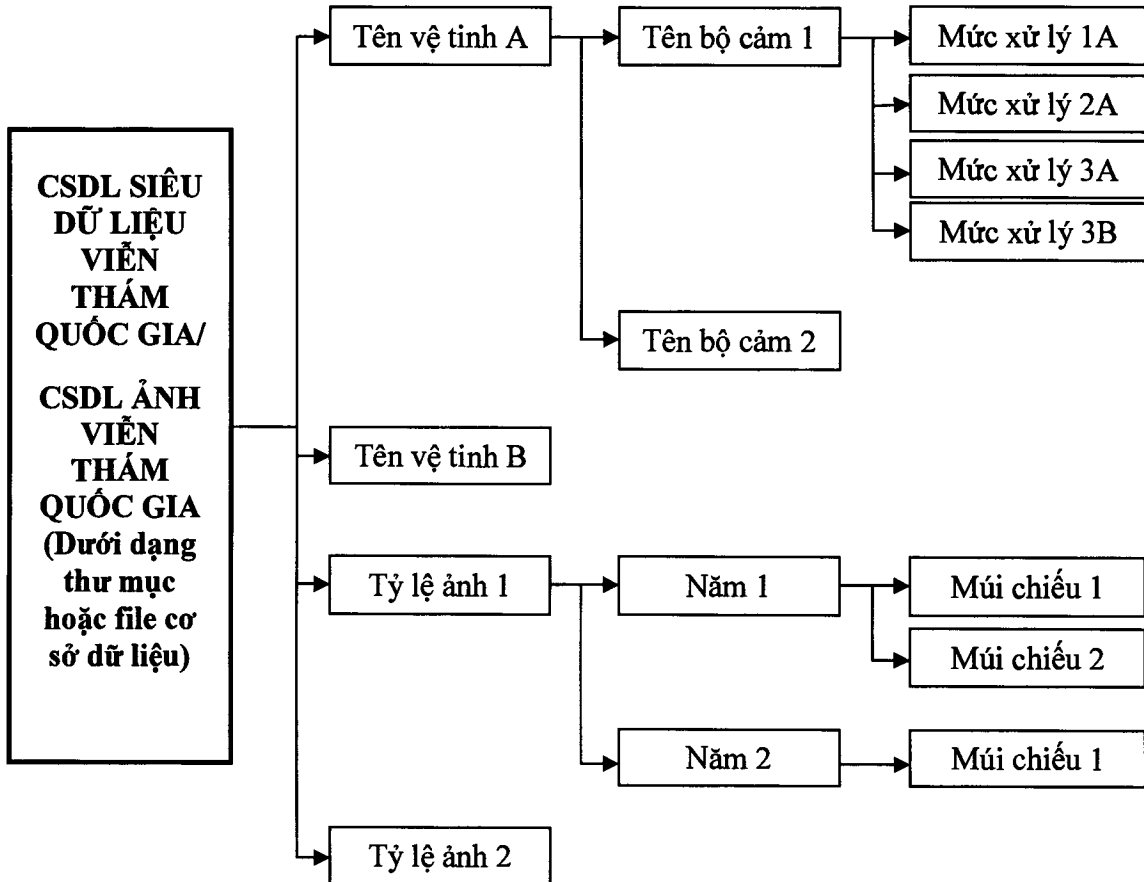 CSDL SIÊU
DỮ LIỆU
VIỄN
THÁM
QUỐC GIA/
CSDL ẢNH
VIỄN
THÁM
QUỐC GIA
(Dưới dạng
thư mục
hoặc file cơ
sở dữ liệu)
Tên vệ tinh A
Tên bộ cảm 1
Mức xử lý 1A
Mức xử lý 2A
Mức xử lý 3A
Mức xử lý 3B
Tên bộ cảm 2
Tên vệ tinh B
Tỷ lệ ảnh 1
Năm 1
Múi chiếu 1
Múi chiếu 2
Năm 2
Múi chiếu 1
Tỷ lệ ảnh 2